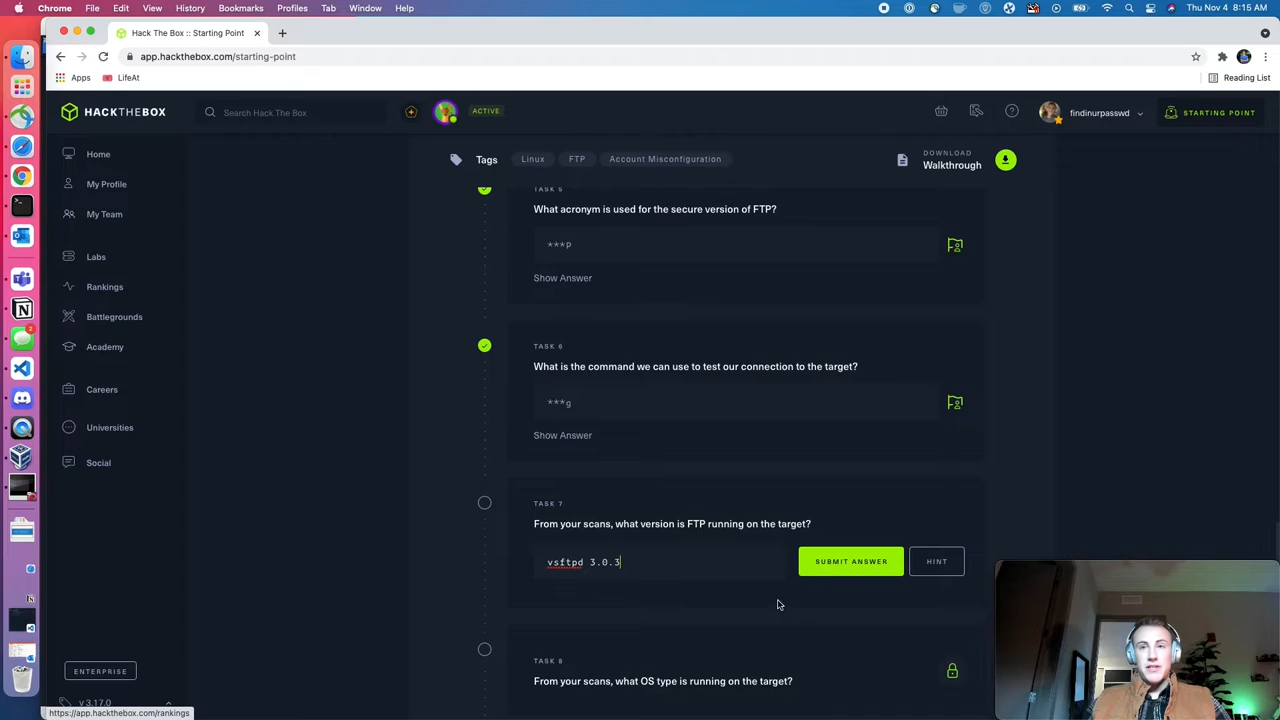 Chrome File Edit View History Bookmarks Profiles Tab Window Help
Thu Nov 4 8:15 AM
Hack The Box :: Starting Point
app.hackthebox.com/starting-point
Apps LifeAt
Reading List
HACKTHEBOX
Search Hack The Box
ACTIVE
findinurpasswd
STARTING POINT
Tags Linux FTP Account Misconfiguration
DOWNLOAD
Walkthrough
Home
My Profile
My Team
Labs
Rankings
Battlegrounds
Academy
Careers
Universities
Social
ENTERPRISE
v 3.17.0
https://app.hackthebox.com/rankings
TASK 5
What acronym is used for the secure version of FTP?
***P
Show Answer
TASK 6
What is the command we can use to test our connection to the target?
***g
Show Answer
TASK 7
From your scans, what version is FTP running on the target?
vsftpd 3.0.3
SUBMIT ANSWER
HINT
TASK 8
From your scans, what OS type is running on the target?
2